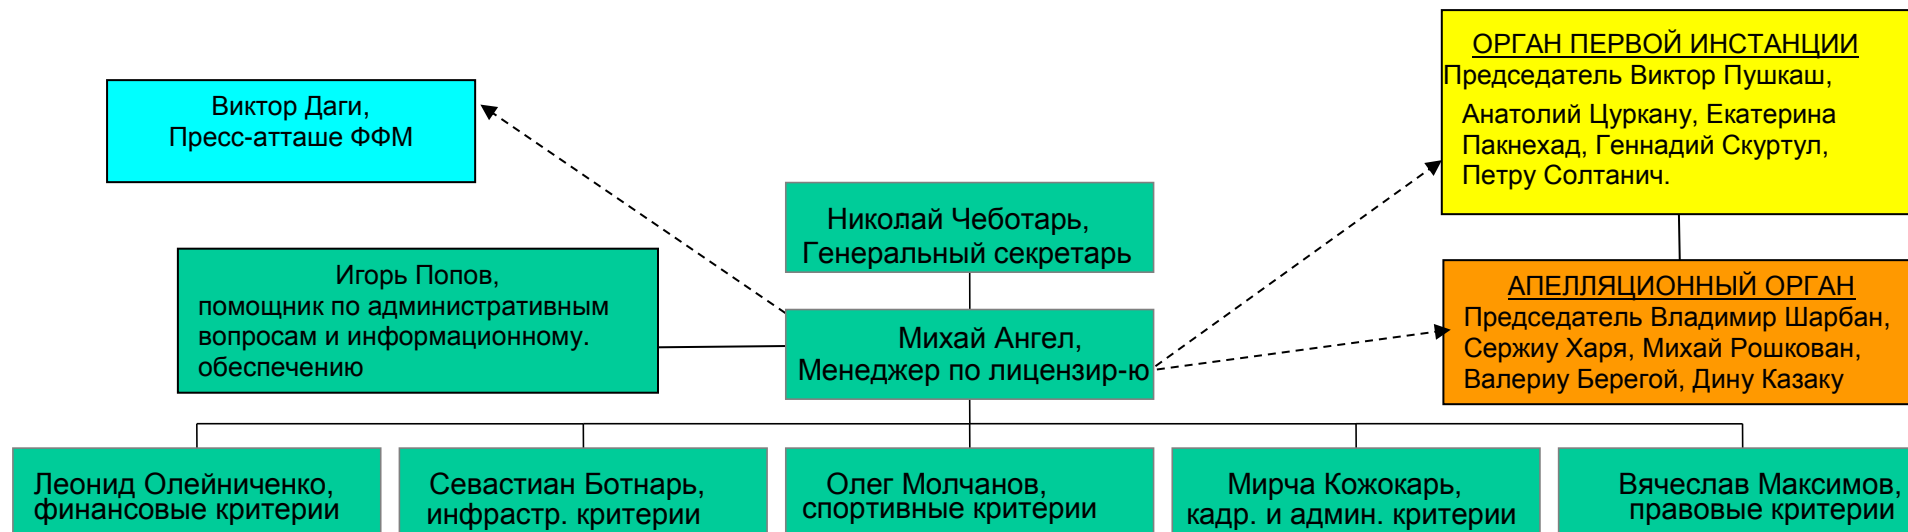 ОРГАН ПЕРВОЙ ИНСТАНЦИИ
Председатель Виктор Пушкаш,
Анатолий Цуркану, Екатерина
Пакнехад, Геннадий Скуртул,
Петру Солтанич.
Виктор Даги,
Пресс-атташе ФФМ
Николай Чеботарь,
Генеральный секретарь
Игорь Попов,
помощник по административным
вопросам и информационному.
обеспечению
АПЕЛЛЯЦИОННЫЙ ОРГАН
Председатель Владимир Шарбан,
Сержиу Харя, Михай Рошкован,
Валериу Берегой, Дину Казаку
Михай Ангел,
Менеджер по лицензир-ю
Леонид Олейниченко,
финансовые критерии
Севастиан Ботнарь,
инфрастр. критерии
Олег Молчанов,
спортивные критерии
Мирча Кожокарь,
кадр. и админ. критерии
Вячеслав Максимов,
правовые критерии